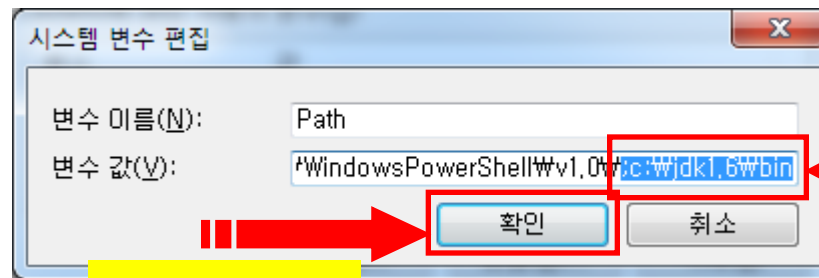 시스템 변수 편집
변수 이름(N): Path
변수 값(V): WindowsPowerShell₩v1.0₩;c:₩jdk1.6₩bin
확인 취소